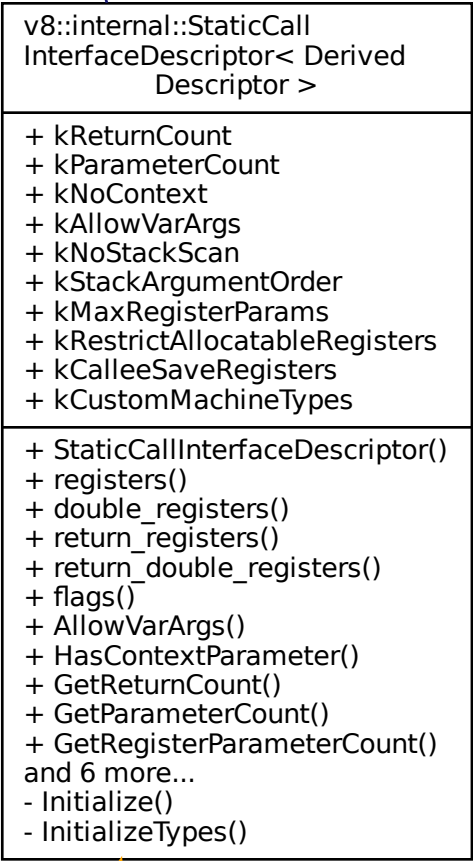 v8::internal::StaticCall
InterfaceDescriptor< Derived
Descriptor >
+ kReturnCount
+ kParameterCount
+ kNoContext
+ kAllowVarArgs
+ kNoStackScan
+ kStackArgumentOrder
+ kMaxRegisterParams
+ kRestrictAllocatableRegisters
+ kCalleeSaveRegisters
+ kCustomMachineTypes
+ StaticCallInterfaceDescriptor()
+ registers()
+ double_registers()
+ return_registers()
+ return_double_registers()
+ flags()
+ AllowVarArgs()
+ HasContextParameter()
+ GetReturnCount()
+ GetParameterCount()
+ GetRegisterParameterCount()
and 6 more...
- Initialize()
- InitializeTypes()